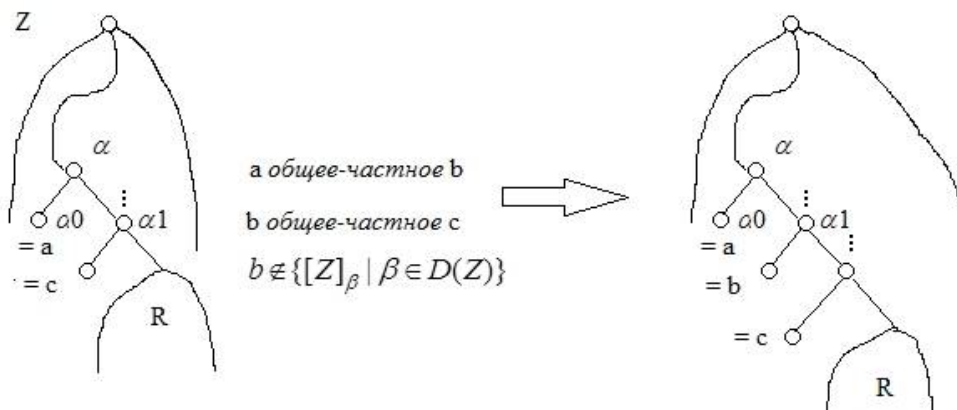 Z
α
a общее-частное b
⋮
α0
α1
= a
b общее-частное c
= c
b ∉ {[Z]_β | β ∈ D(Z)}
R
α
⋮
α0
α1
= a
⋮
= b
= c
R